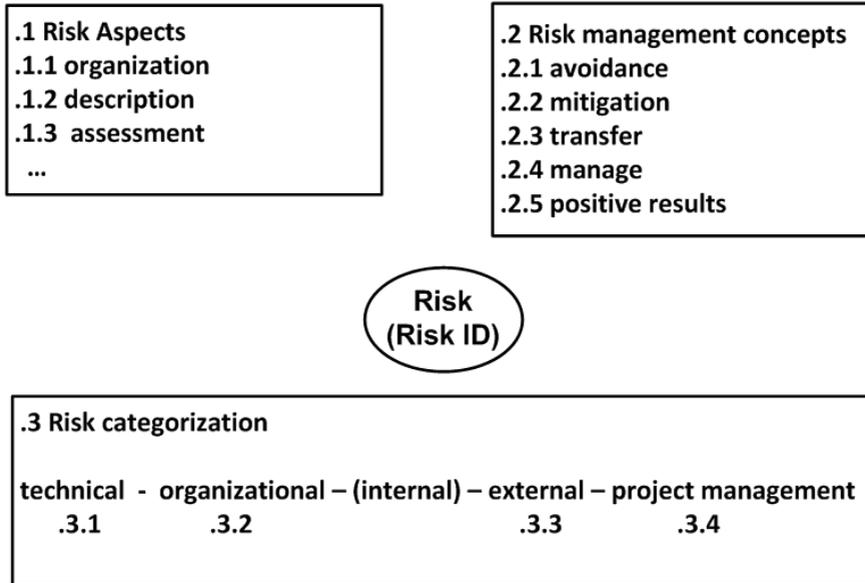 .1 Risk Aspects
.1.1 organization
.1.2 description
.1.3 assessment
...
.2 Risk management concepts
.2.1 avoidance
.2.2 mitigation
.2.3 transfer
.2.4 manage
.2.5 positive results
Risk
(Risk ID)
.3 Risk categorization
technical - organizational – (internal) – external – project management
.3.1 .3.2 .3.3 .3.4